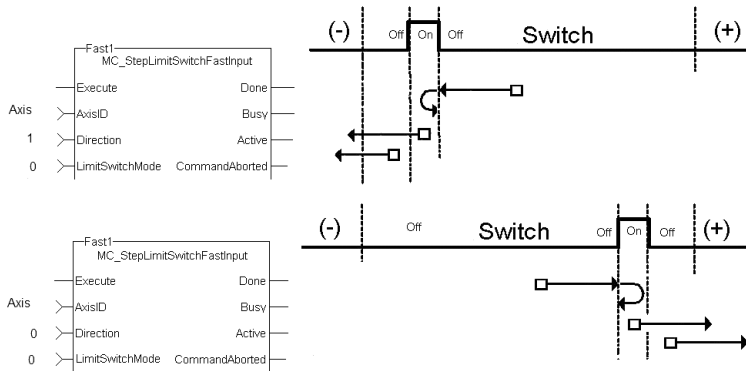 (-) Off On Off Switch (+)
Fast1
MC_StepLimitSwitchFastInput
Execute Done
Axis AxisID Busy
1 Direction Active
0 LimitSwitchMode CommandAborted
(-) Off Switch Off On Off (+)
Fast1
MC_StepLimitSwitchFastInput
Execute Done
Axis AxisID Busy
0 Direction Active
0 LimitSwitchMode CommandAborted